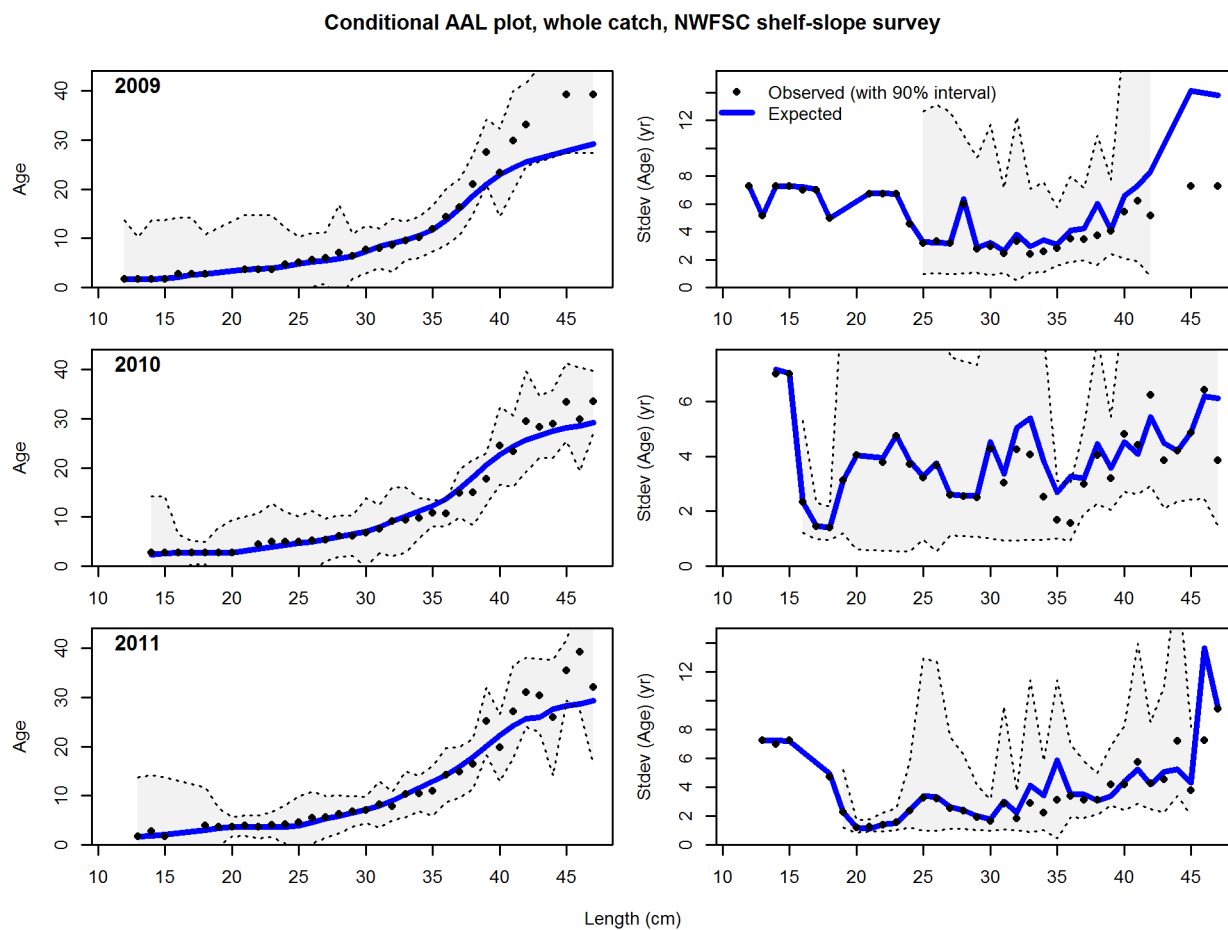 Conditional AAL plot, whole catch, NWFSC shelf-slope survey
2009
Age
0 10 20 30 40
10 15 20 25 30 35 40 45
Observed (with 90% interval)
Expected
Stdev (Age) (yr)
0 2 4 6 8 12
10 15 20 25 30 35 40 45
2010
Age
0 10 20 30 40
10 15 20 25 30 35 40 45
Stdev (Age) (yr)
0 2 4 6
10 15 20 25 30 35 40 45
2011
Age
0 10 20 30 40
10 15 20 25 30 35 40 45
Stdev (Age) (yr)
0 2 4 6 8 12
10 15 20 25 30 35 40 45
Length (cm)